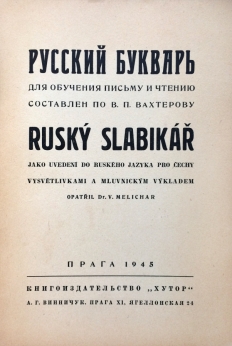 РУССКИЙ БУКВАРЬ
ДЛЯ ОБУЧЕНИЯ ПИСЬМУ И ЧТЕНИЮ
СОСТАВЛЕН ПО В. П. ВАХТЕРОВУ
RUSKÝ SLABIKÁŘ
JAKO UVEDENÍ DO RUSKÉHO JAZYKA PRO ČECHY
VYSVĚTLIVKAMI A MLUVNICKÝM VÝKLADEM
OPATŘIL Dr. V. MELICHAR
ПРАГА 1945
КНИГОИЗДАТЕЛЬСТВО „ХУТОР"
А. Г. ВИННИЧУК. ПРАГА XI, ЯГЕЛЛОНСКАЯ 24